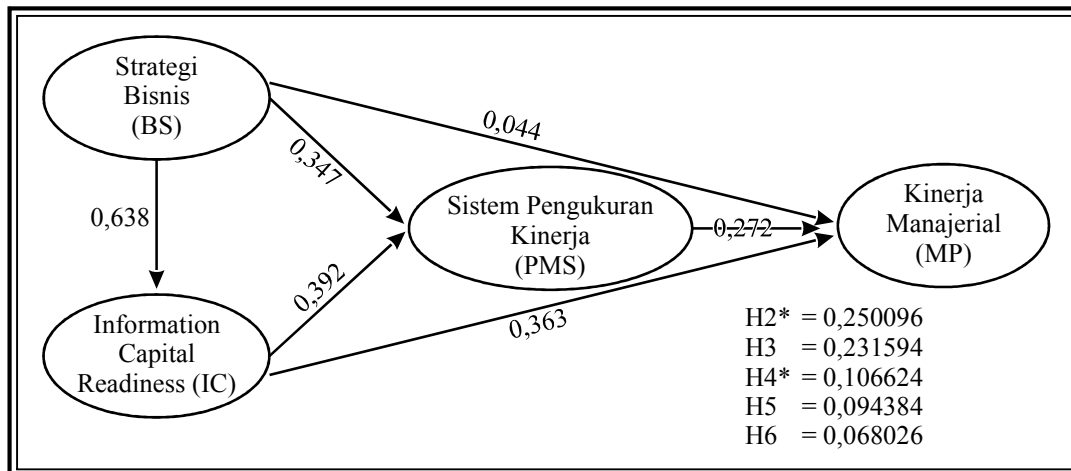 Strategi
Bisnis
(BS)
0,044
0,347
0,638
Sistem Pengukuran
Kinerja
(PMS)
0,272
Kinerja
Manajerial
(MP)
0,392
0,363
Information
Capital
Readiness (IC)
H2* = 0,250096
H3 = 0,231594
H4* = 0,106624
H5 = 0,094384
H6 = 0,068026